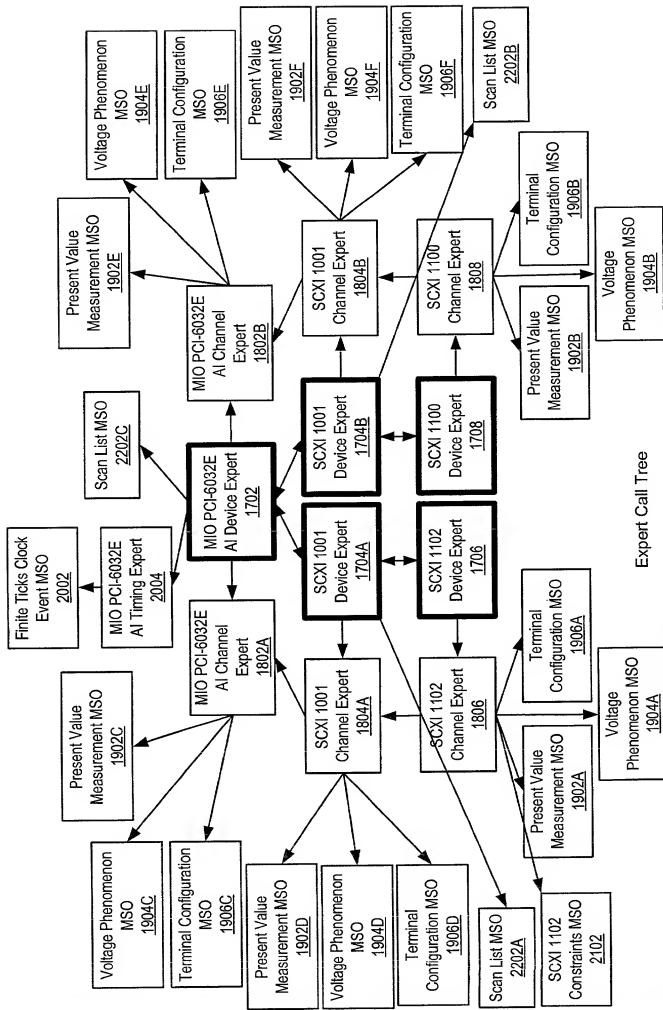 Finite Ticks Clock
Event MSO
2002
MIO PCI-6032E
AI Timing Expert
2004
Scan List MSO
2202C
Present Value
Measurement MSO
1902E
Voltage Phenomenon
MSO
1904E
Terminal Configuration
MSO
1906E
Present Value
Measurement MSO
1902C
Voltage Phenomenon
MSO
1904C
Terminal Configuration
MSO
1906C
MIO PCI-6032E
AI Channel
Expert
1802A
MIO PCI-6032E
AI Device Expert
1702
MIO PCI-6032E
AI Channel
Expert
1802B
Present Value
Measurement MSO
1902F
Voltage Phenomenon
MSO
1904F
Terminal Configuration
MSO
1906F
Present Value
Measurement MSO
1902D
Voltage Phenomenon
MSO
1904D
Terminal
Configuration MSO
1906D
SCXI 1001
Channel Expert
1804A
SCXI 1001
Device Expert
1704A
SCXI 1001
Device Expert
1704B
SCXI 1001
Channel Expert
1804B
Scan List MSO
2202B
Scan List MSO
2202A
SCXI 1102
Constraints MSO
2102
SCXI 1102
Channel Expert
1806
SCXI 1102
Device Expert
1706
SCXI 1100
Device Expert
1708
SCXI 1100
Channel Expert
1808
Present Value
Measurement MSO
1902A
Voltage
Phenomenon MSO
1904A
Terminal
Configuration MSO
1906A
Present Value
Measurement MSO
1902B
Voltage
Phenomenon MSO
1904B
Terminal
Configuration MSO
1906B
Expert Call Tree